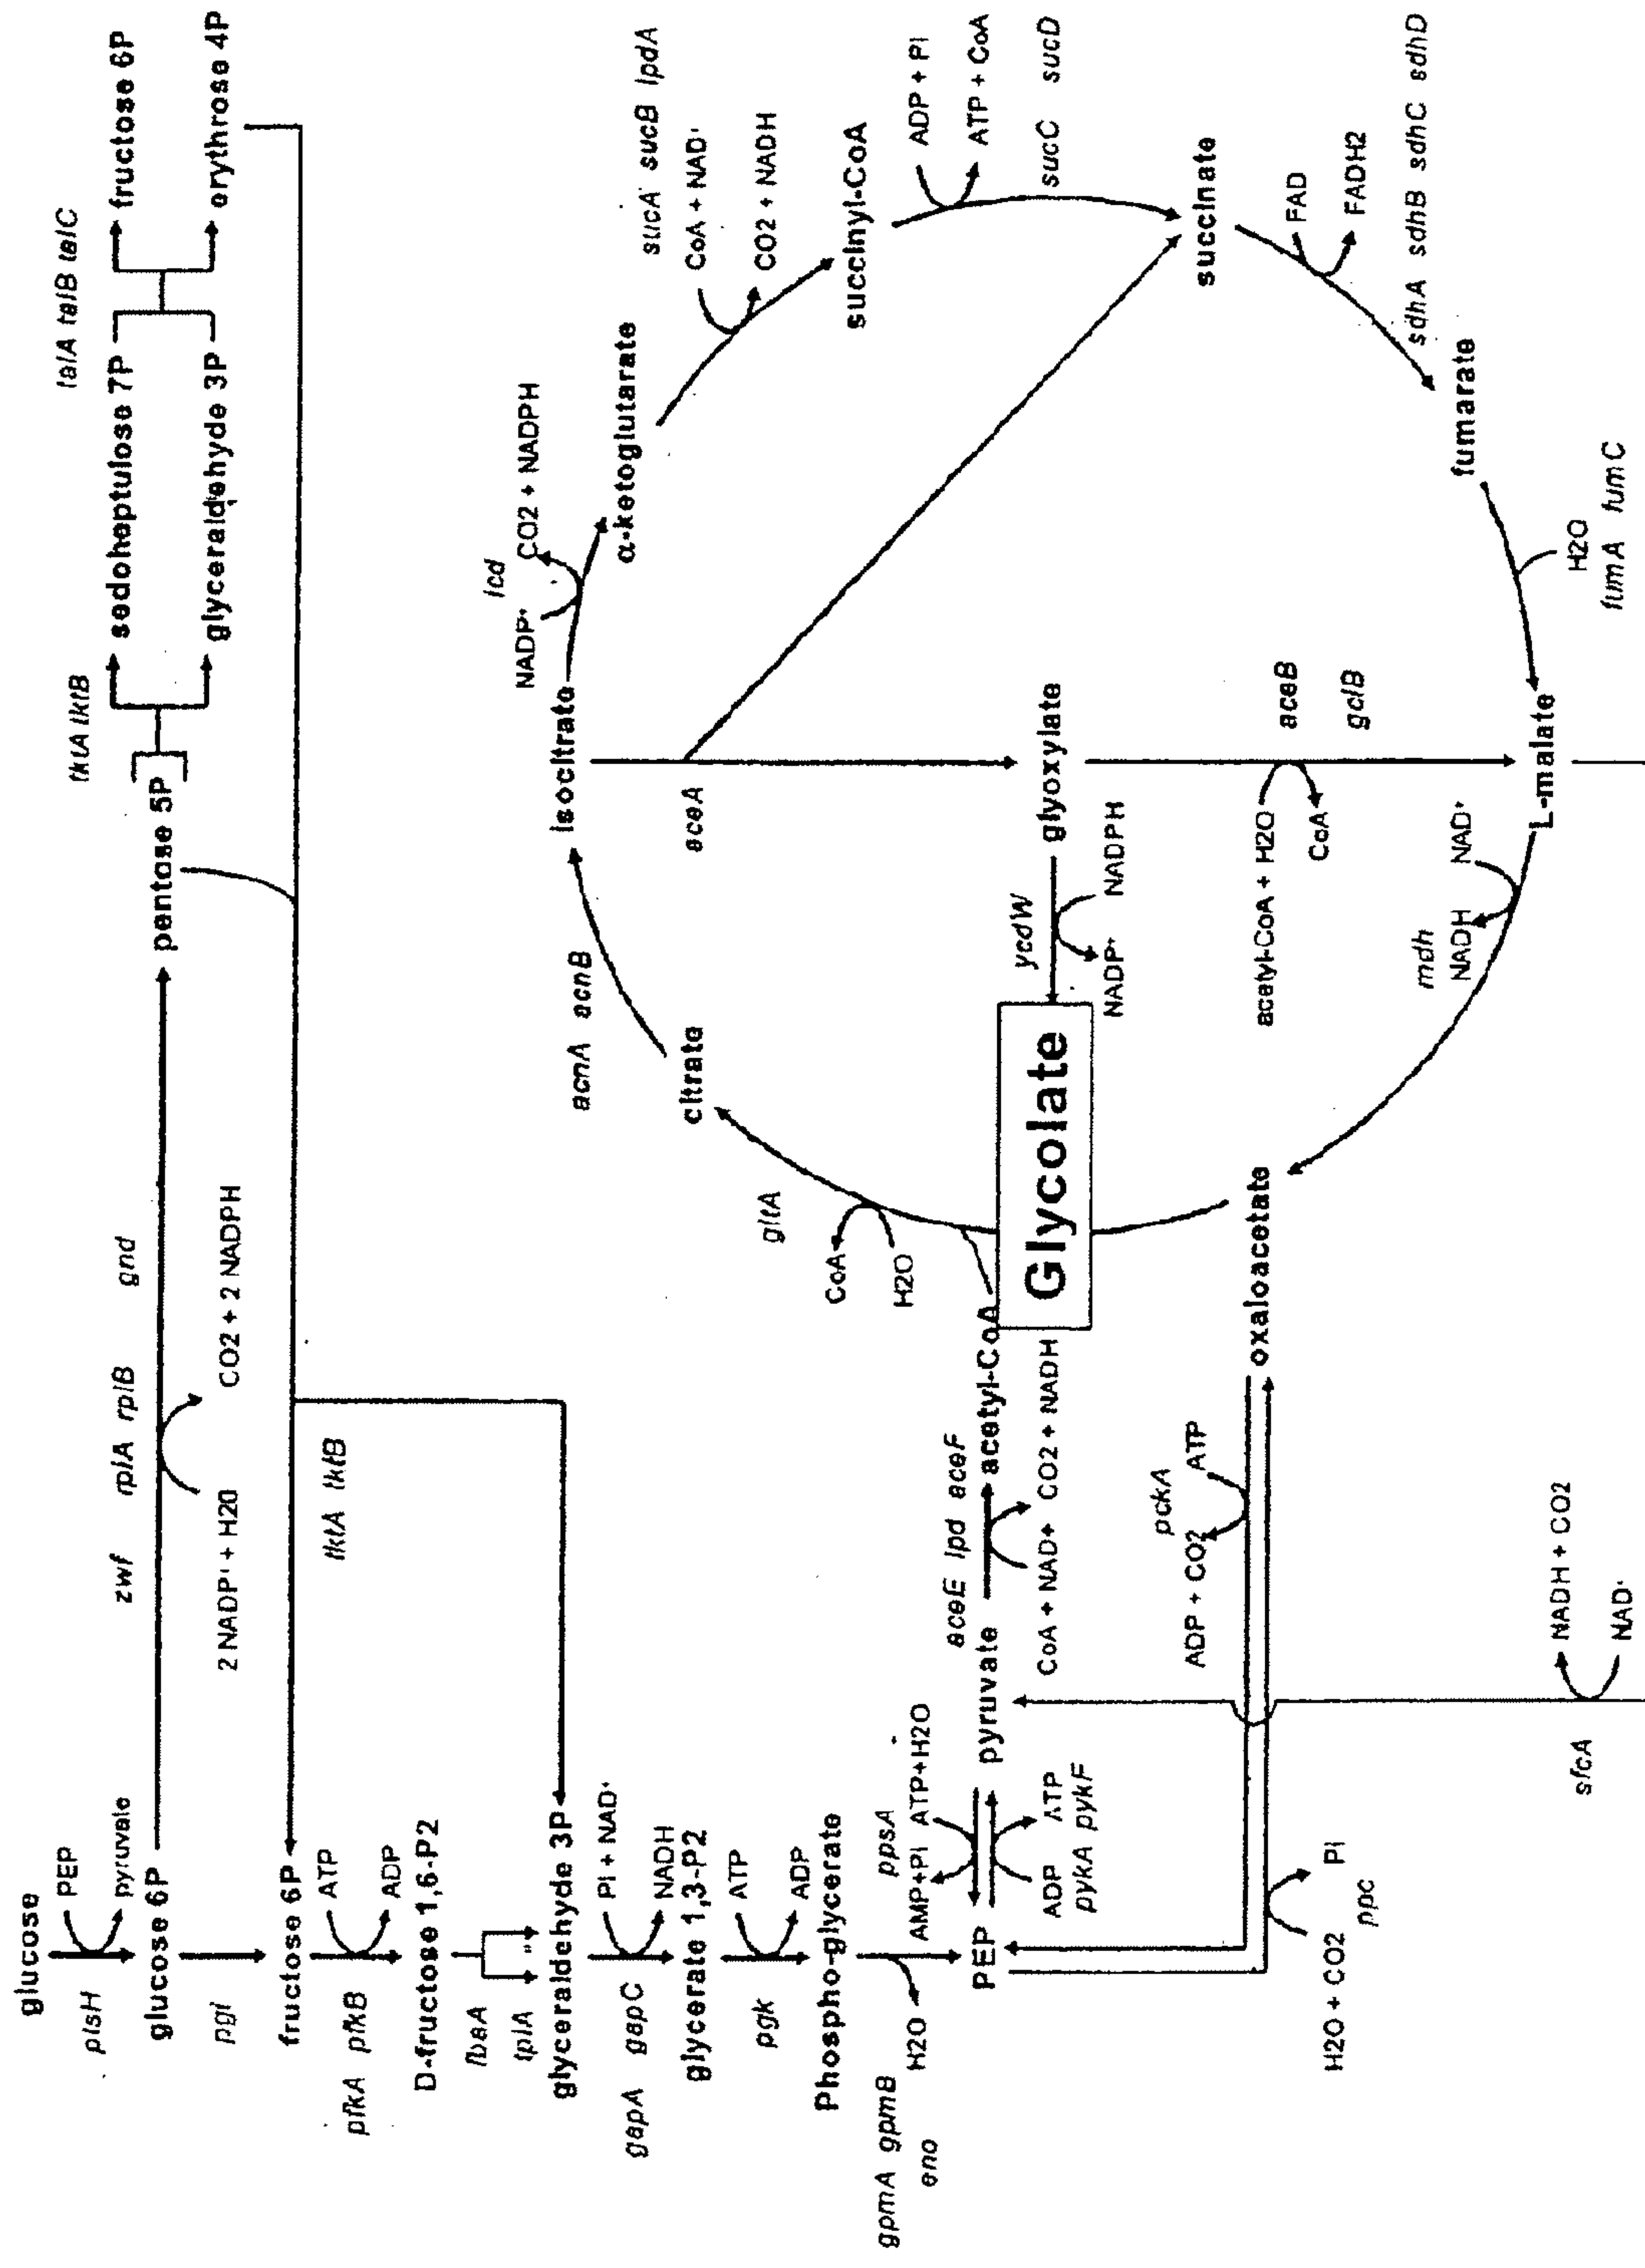 glucose
ptsH
PEP
pyruvate
glucose 6P
zwf
rplA rplB
gnd
2 NADP+ + H2O
CO2 + 2 NADPH
pentose 5P
tktA tktB
sedoheptulose 7P
glyceraldehyde 3P
talA talB talC
fructose 6P
erythrose 4P
pgi
fructose 6P
tktA tktB
pfkA pfkB
ATP
ADP
D-fructose 1,6-P2
fbaA
tpiA
glyceraldehyde 3P
gapA gapC
Pi + NAD+
NADH
glycerate 1,3-P2
pgk
ATP
ADP
Phospho-glycerate
gpmA gpmB
eno
H2O
PEP
ppsA
AMP+Pi
ATP+H2O
ADP
ATP
pykA pykF
pyruvate
aceE lpd aceF
CoA + NAD+
CO2 + NADH
acetyl-CoA
H2O + CO2
Pi
ppc
pckA
ADP + CO2
ATP
oxaloacetate
sfcA
NADH + CO2
NAD+
gltA
CoA
H2O
citrate
acnA acnB
isocitrate
icd
NADP+
CO2 + NADPH
α-ketoglutarate
sucA sucB lpdA
CoA + NAD+
CO2 + NADH
succinyl-CoA
ADP + Pi
ATP + CoA
sucC sucD
succinate
FAD
FADH2
sdhA sdhB sdhC sdhD
fumarate
H2O
fumA fumC
L-malate
mdh
NADH
NAD+
aceA
glyoxylate
ycdW
NADP+
NADPH
Glycolate
acetyl-CoA + H2O
CoA
aceB
gclB